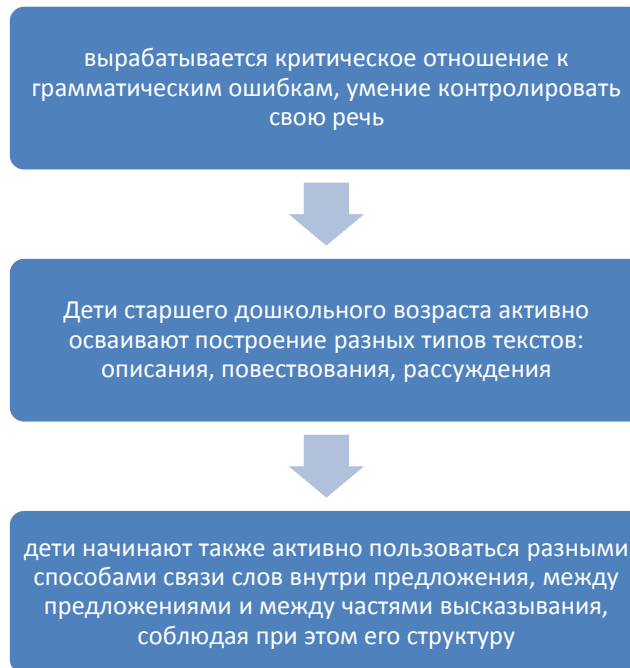 вырабатывается критическое отношение к
грамматическим ошибкам, умение контролировать
свою речь
Дети старшего дошкольного возраста активно
осваивают построение разных типов текстов:
описания, повествования, рассуждения
дети начинают также активно пользоваться разными
способами связи слов внутри предложения, между
предложениями и между частями высказывания,
соблюдая при этом его структуру